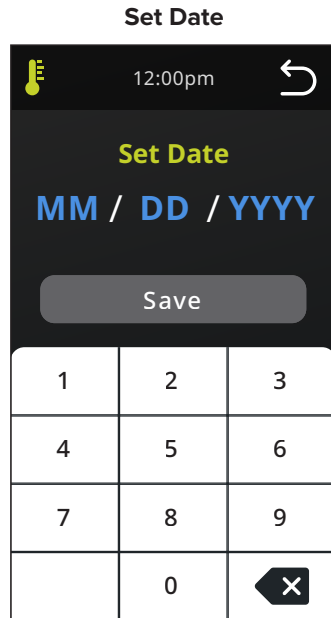 Set Date
12:00pm
Set Date
MM / DD / YYYY
Save
1 2 3
4 5 6
7 8 9
0